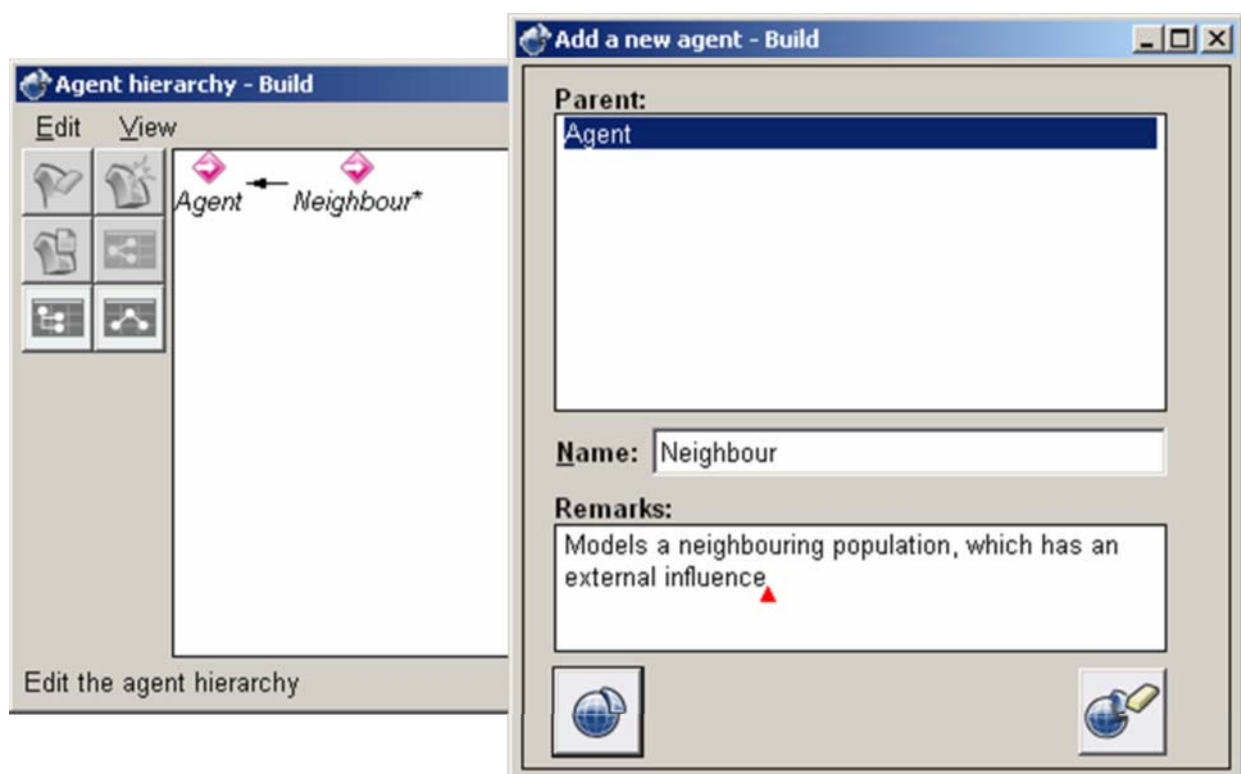 Agent hierarchy - Build
Edit View
Agent Neighbour*
Edit the agent hierarchy
Add a new agent - Build
Parent:
Agent
Name: Neighbour
Remarks:
Models a neighbouring population, which has an
external influence